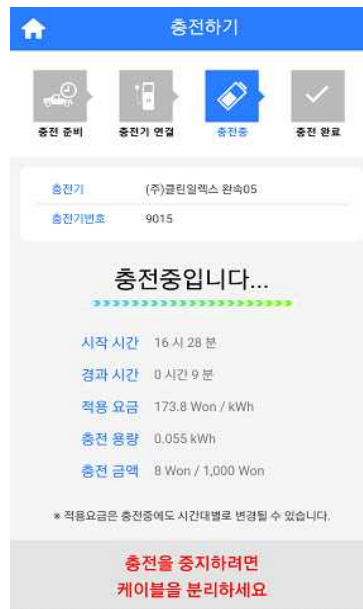 충전하기
충전 준비 충전기 연결 충전중 충전 완료
충전기 (주)클린일렉스 완속05
충전기번호 9015
충전중입니다...
시작 시간 16 시 28 분
경과 시간 0 시간 9 분
적용 요금 173.8 Won / kWh
충전 용량 0.055 kWh
충전 금액 8 Won / 1,000 Won
* 적용요금은 충전중에도 시간대별로 변경될 수 있습니다.
충전을 중지하려면
케이블을 분리하세요